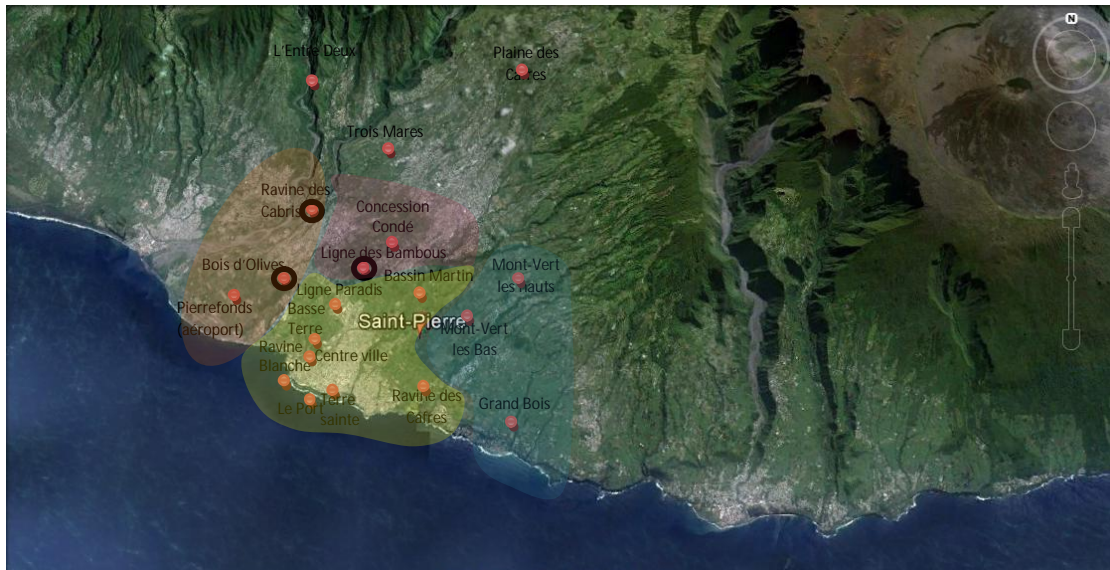 N
L'Entre Deux
Plaine des
Cafres
Trois Mares
Ravine des
Cabris
Concession
Condé
Ligne des Bambous
Bois d'Olives
Bassin Martin
Mont-Vert
les hauts
Ligne Paradis
Pierrefonds
(aéroport)
Basse
Terre
Saint-Pierre
Mont-Vert
les Bas
Ravine
Blanche
Centre ville
Ravine des
Cafres
Le Port
Terre
sainte
Grand Bois